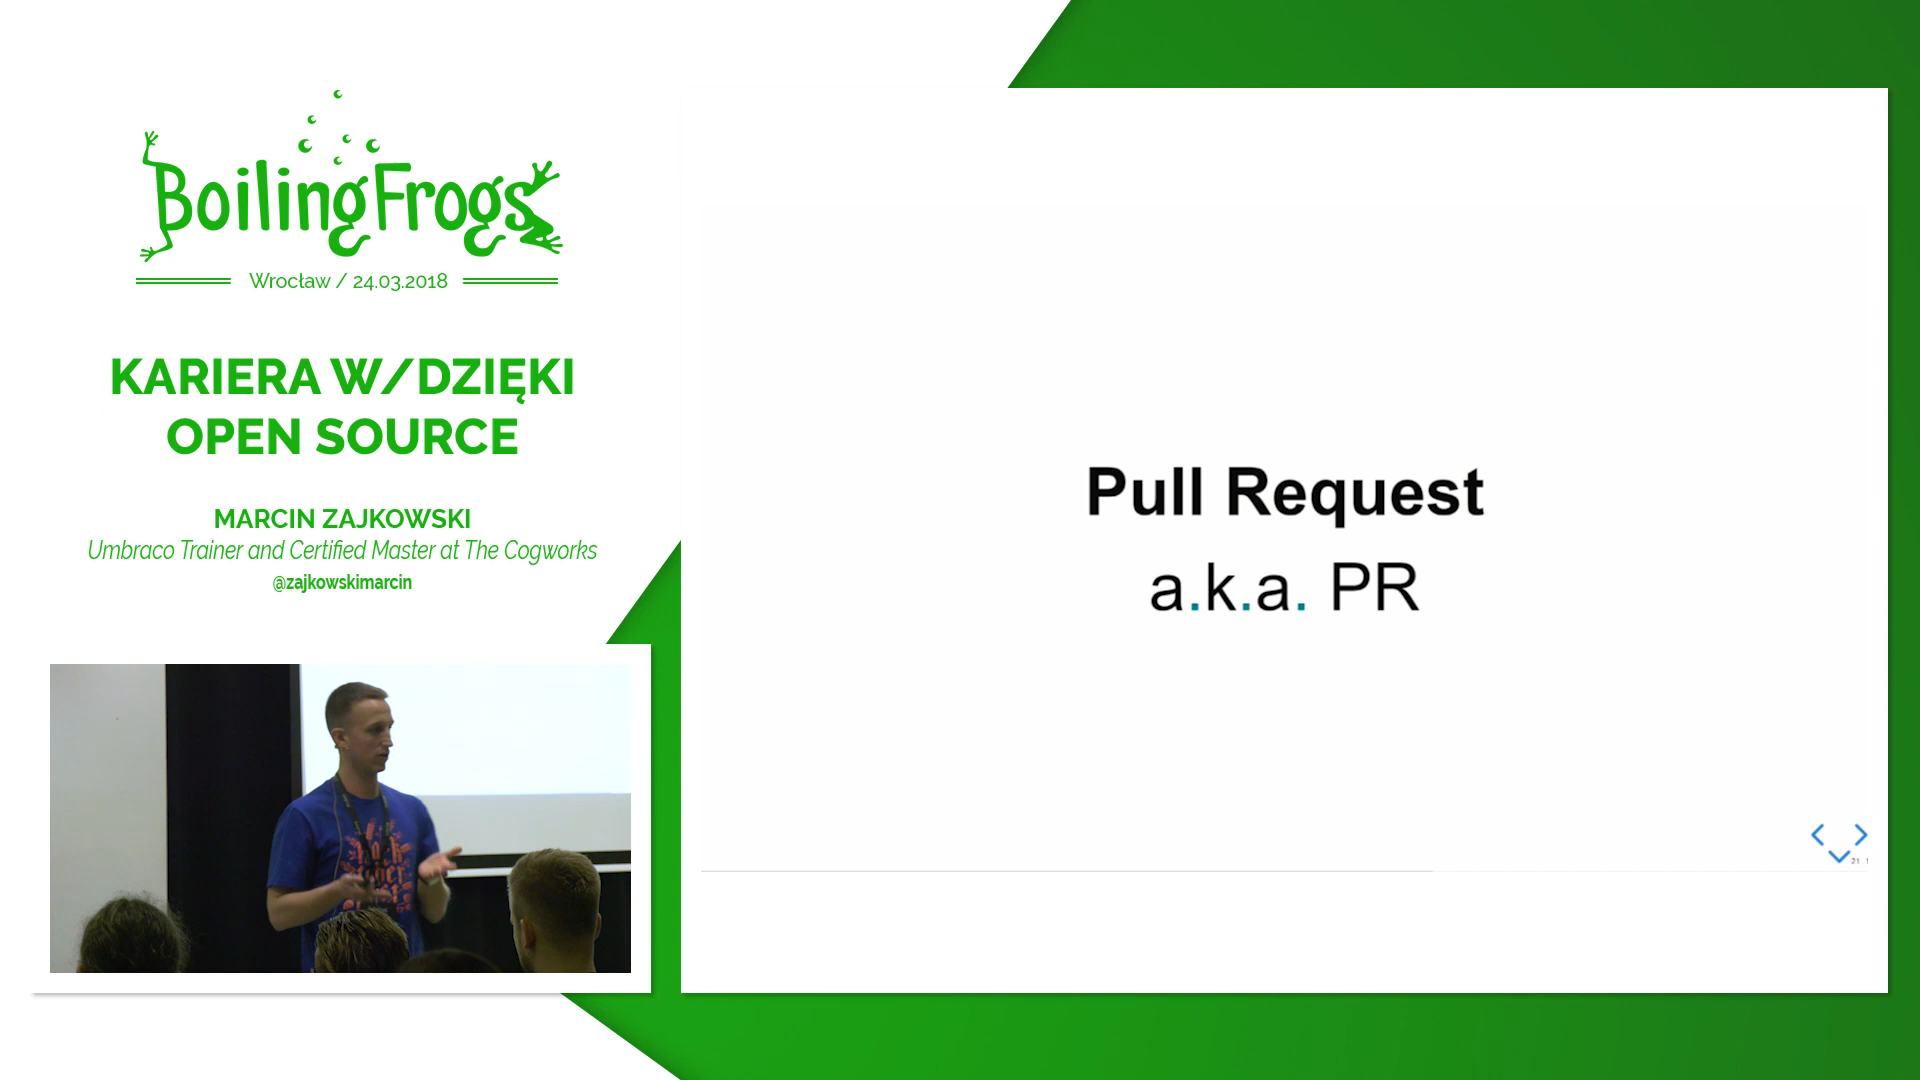 BoilingFrogs
Wrocław / 24.03.2018
KARIERA W/DZIĘKI
OPEN SOURCE
MARCIN ZAJKOWSKI
Umbraco Trainer and Certified Master at The Cogworks
@zajkowskimarcin
Pull Request
a.k.a. PR